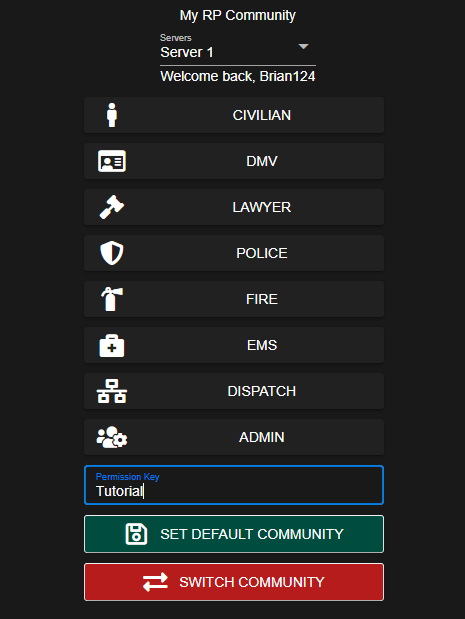 My RP Community
Servers
Server 1
Welcome back, Brian124
CIVILIAN
DMV
LAWYER
POLICE
FIRE
EMS
DISPATCH
ADMIN
Permission Key
Tutorial
SET DEFAULT COMMUNITY
SWITCH COMMUNITY